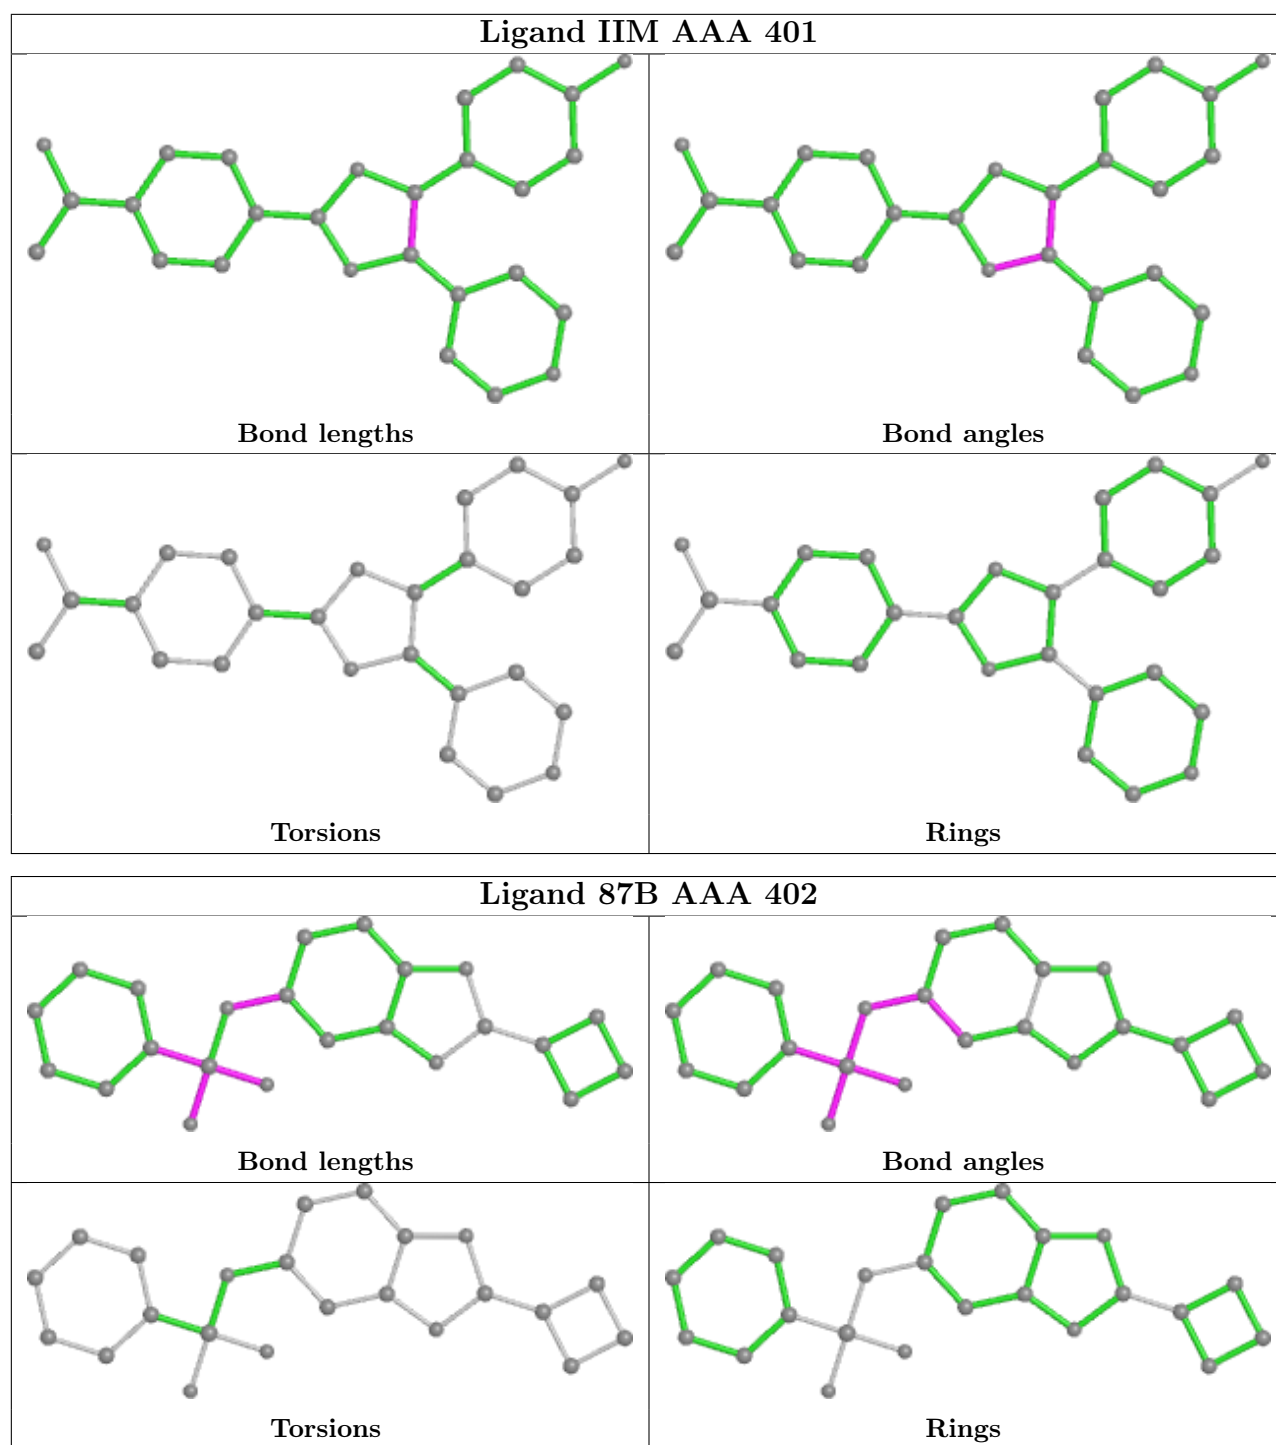 Ligand IIM AAA 401
Bond lengths
Bond angles
Torsions
Rings
Ligand 87B AAA 402
Bond lengths
Bond angles
Torsions
Rings